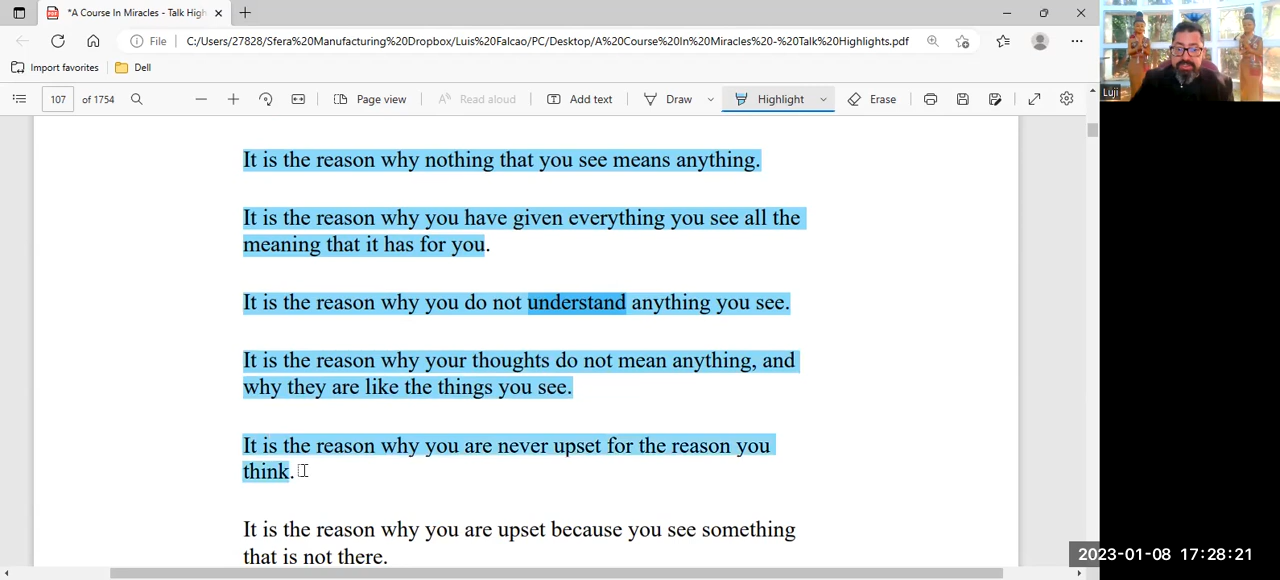 *A Course In Miracles - Talk High
File
C:/Users/27828/Sfera%20Manufacturing%20Dropbox/Luis%20Falcao/PC/Desktop/A%20Course%20In%20Miracles%20-%20Talk%20Highlights.pdf
Import favorites
Dell
107 of 1754
Page view
Read aloud
Add text
Draw
Highlight
Erase
Luji
It is the reason why nothing that you see means anything.
It is the reason why you have given everything you see all the
meaning that it has for you.
It is the reason why you do not understand anything you see.
It is the reason why your thoughts do not mean anything, and
why they are like the things you see.
It is the reason why you are never upset for the reason you
think.
It is the reason why you are upset because you see something
that is not there.
2023-01-08 17:28:21